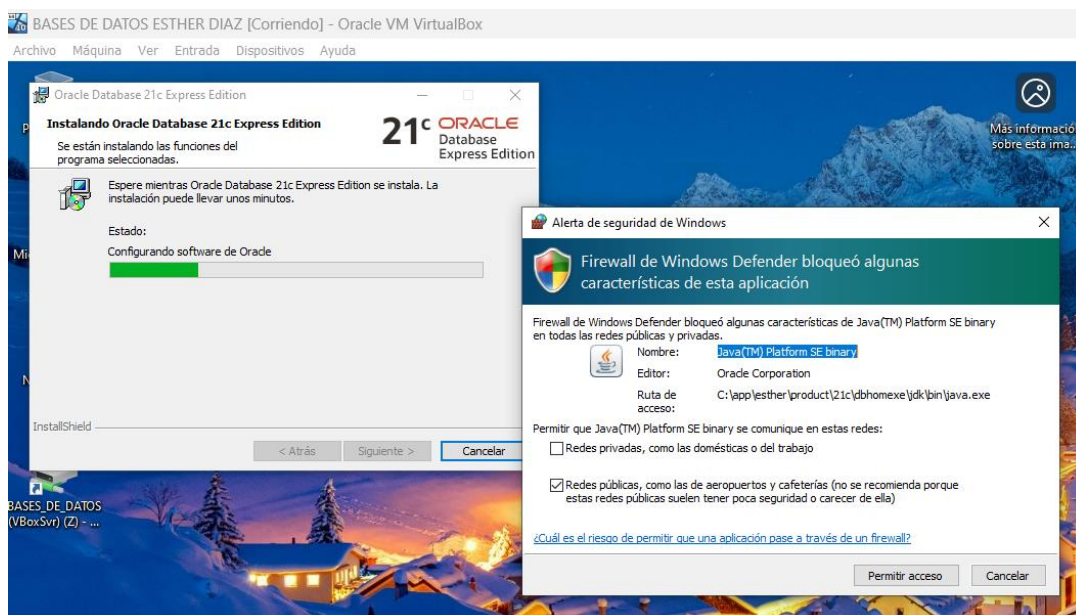 BASES DE DATOS ESTHER DIAZ [Corriendo] - Oracle VM VirtualBox
Archivo Máquina Ver Entrada Dispositivos Ayuda
Oracle Database 21c Express Edition
Instalando Oracle Database 21c Express Edition
Se están instalando las funciones del
programa seleccionadas.
21c ORACLE
Database
Express Edition
Espere mientras Oracle Database 21c Express Edition se instala. La
instalación puede llevar unos minutos.
Estado:
Configurando software de Oracle
InstallShield
< Atrás Siguiente > Cancelar
Más informació
sobre esta ima...
Alerta de seguridad de Windows
Firewall de Windows Defender bloqueó algunas
características de esta aplicación
Firewall de Windows Defender bloqueó algunas características de Java(TM) Platform SE binary
en todas las redes públicas y privadas.
Nombre: Java(TM) Platform SE binary
Editor: Oracle Corporation
Ruta de C:\app\esther\product\21c\dbhomexe\jdk\bin\java.exe
acceso:
Permitir que Java(TM) Platform SE binary se comunique en estas redes:
Redes privadas, como las domésticas o del trabajo
Redes públicas, como las de aeropuertos y cafeterías (no se recomienda porque
estas redes públicas suelen tener poca seguridad o carecer de ella)
¿Cuál es el riesgo de permitir que una aplicación pase a través de un firewall?
Permitir acceso Cancelar
BASES_DE_DATOS
(VBoxSvr) (Z) - ...